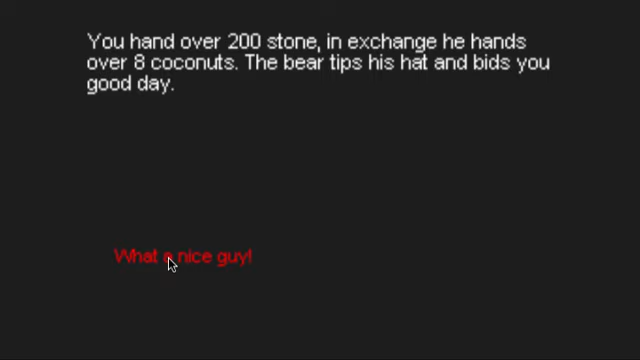 You hand over 200 stone, in exchange he hands
over 8 coconuts. The bear tips his hat and bids you
good day.
What a nice guy!